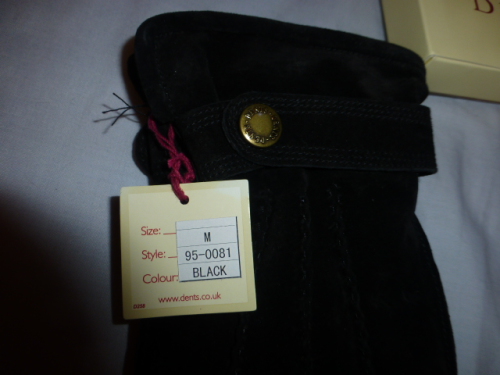 D
Size: M
Style: 95-0081
Colour: BLACK
www.dents.co.uk